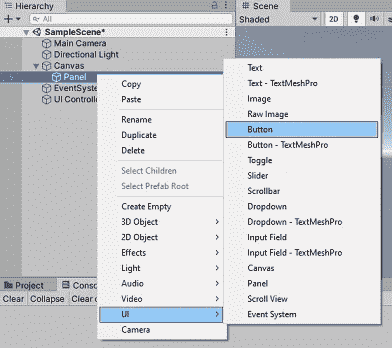 Hierarchy
Scene
All
Shaded
2D
SampleScene*
Main Camera
Directional Light
Canvas
Panel
EventSystem
UI Controlle
Copy
Paste
Rename
Duplicate
Delete
Select Children
Select Prefab Root
Create Empty
3D Object
2D Object
Effects
Light
Audio
Video
UI
Camera
Text
Text - TextMeshPro
Image
Raw Image
Button
Button - TextMeshPro
Toggle
Slider
Scrollbar
Dropdown
Dropdown - TextMeshPro
Input Field
Input Field - TextMeshPro
Canvas
Panel
Scroll View
Event System
Project
Conso
Clear
Collapse
Clear o